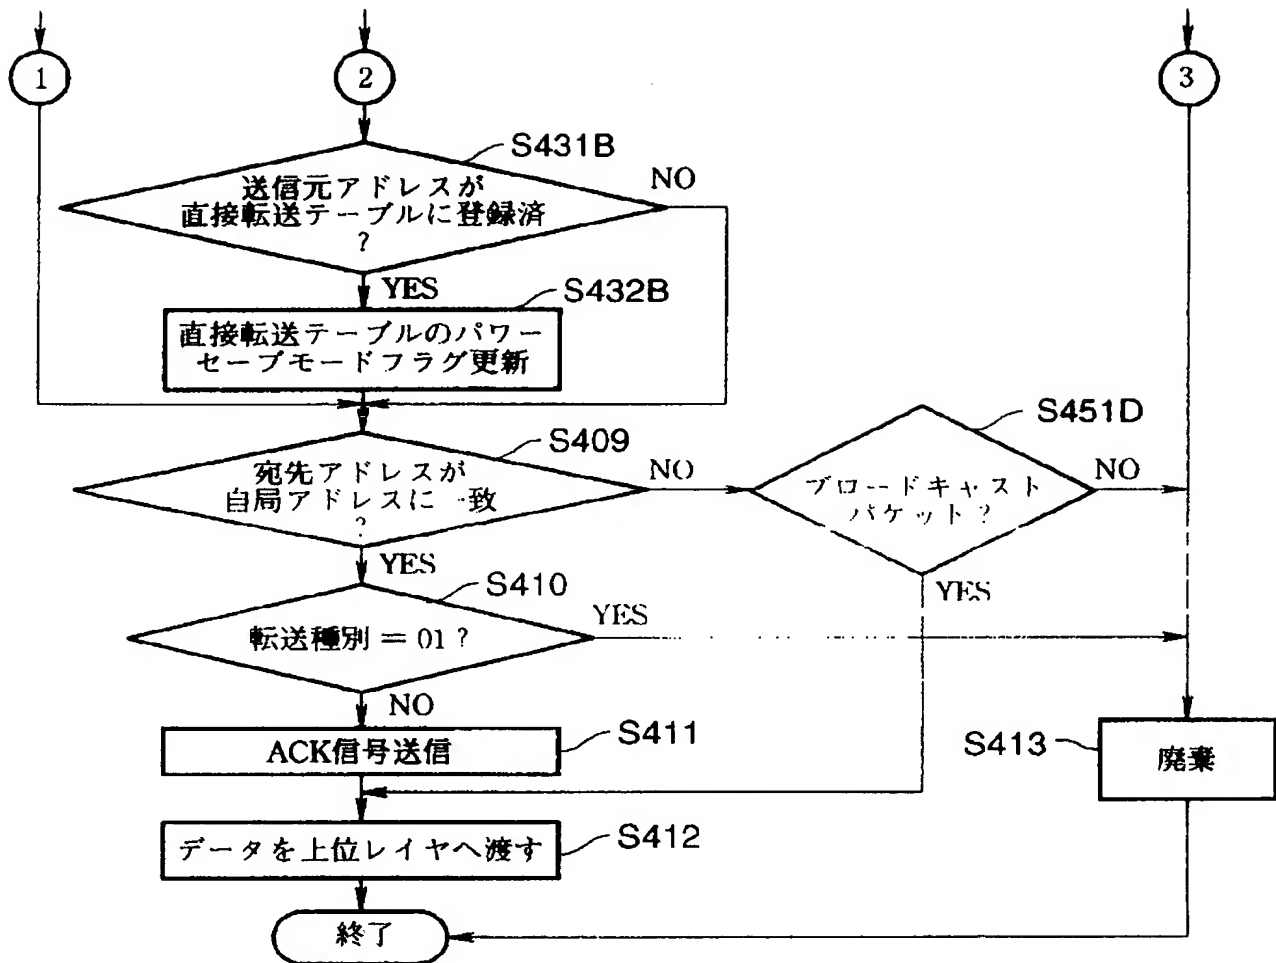 1
2
3
S431B
送信元アドレスが
直接転送テーブルに登録済
?
NO
YES
S432B
直接転送テーブルのパワー
セーブモードフラグ更新
S409
宛先アドレスが
自局アドレスに一致
?
NO
S451D
ブロードキャスト
パケット?
NO
YES
YES
S410
転送種別=01?
YES
NO
S411
ACK信号送信
S413
廃棄
S412
データを上位レイヤへ渡す
終了